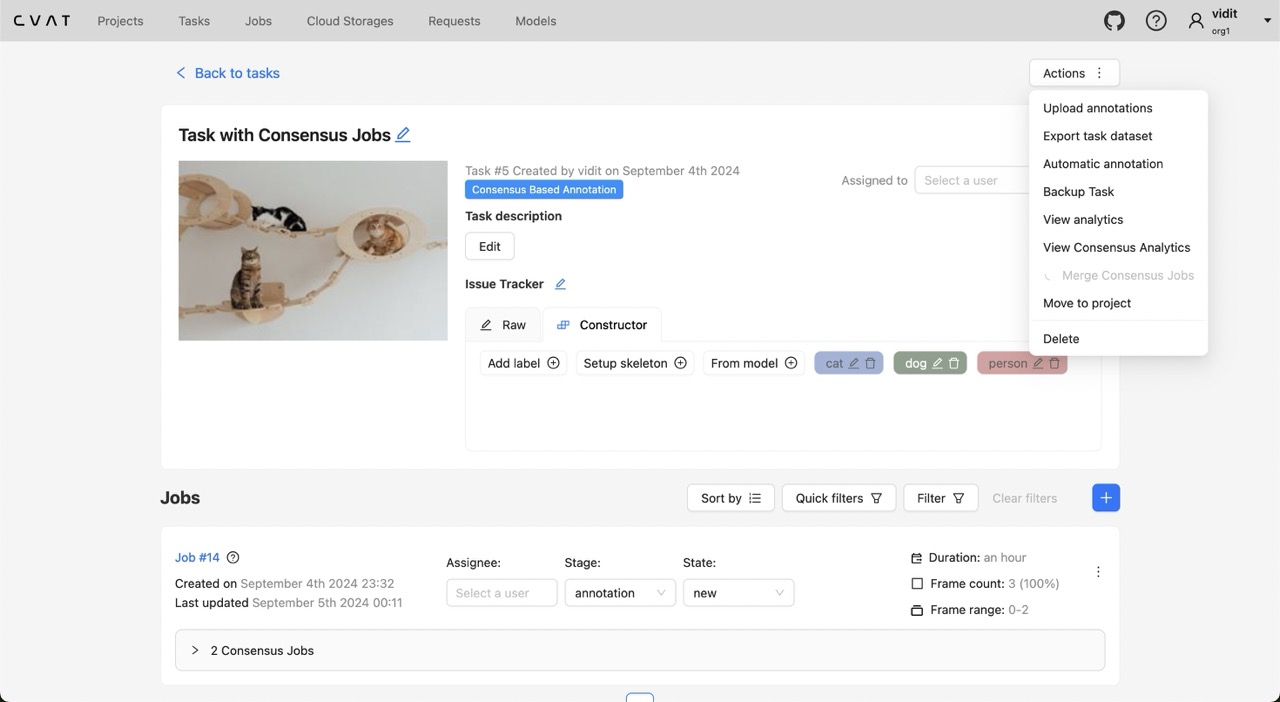 CVAT Projects Tasks Jobs Cloud Storages Requests Models vidit
org1
Back to tasks
Actions
Upload annotations
Export task dataset
Automatic annotation
Backup Task
View analytics
View Consensus Analytics
Merge Consensus Jobs
Move to project
Delete
Task with Consensus Jobs
Task #5 Created by vidit on September 4th 2024
Consensus Based Annotation
Assigned to Select a user
Task description
Edit
Issue Tracker
Raw Constructor
Add label Setup skeleton From model cat dog person
Jobs Sort by Quick filters Filter Clear filters
Job #14
Created on September 4th 2024 23:32
Last updated September 5th 2024 00:11
Assignee: Stage: State:
Select a user annotation new
Duration: an hour
Frame count: 3 (100%)
Frame range: 0-2
2 Consensus Jobs